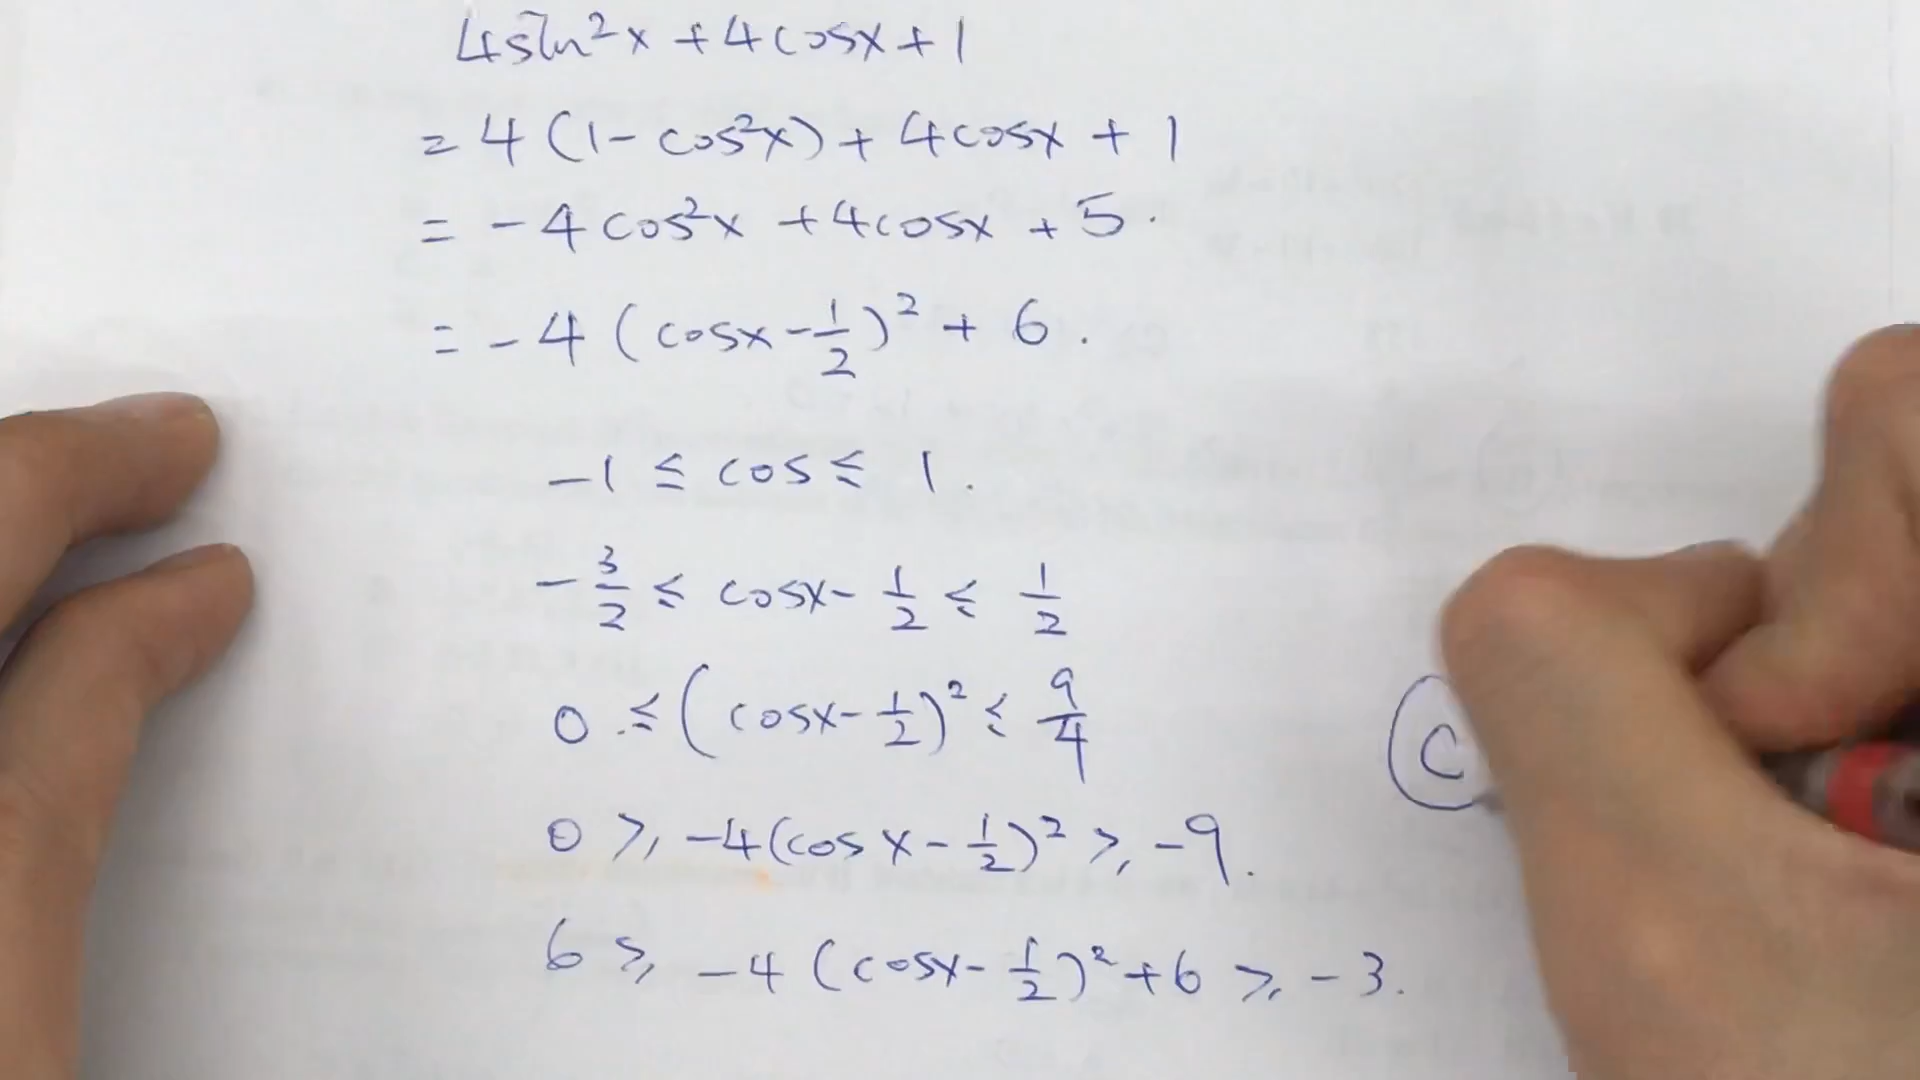 4sin²x + 4cosx + 1
= 4(1 - cos²x) + 4cosx + 1
= -4cos²x + 4cosx + 5.
= -4(cosx - 1/2)² + 6.
-1 ≤ cos ≤ 1.
-3/2 ≤ cosx - 1/2 ≤ 1/2
0 ≤ (cosx - 1/2)² ≤ 9/4
C
0 ≥ -4(cosx - 1/2)² ≥ -9.
6 ≥ -4(cosx - 1/2)² + 6 ≥ -3.